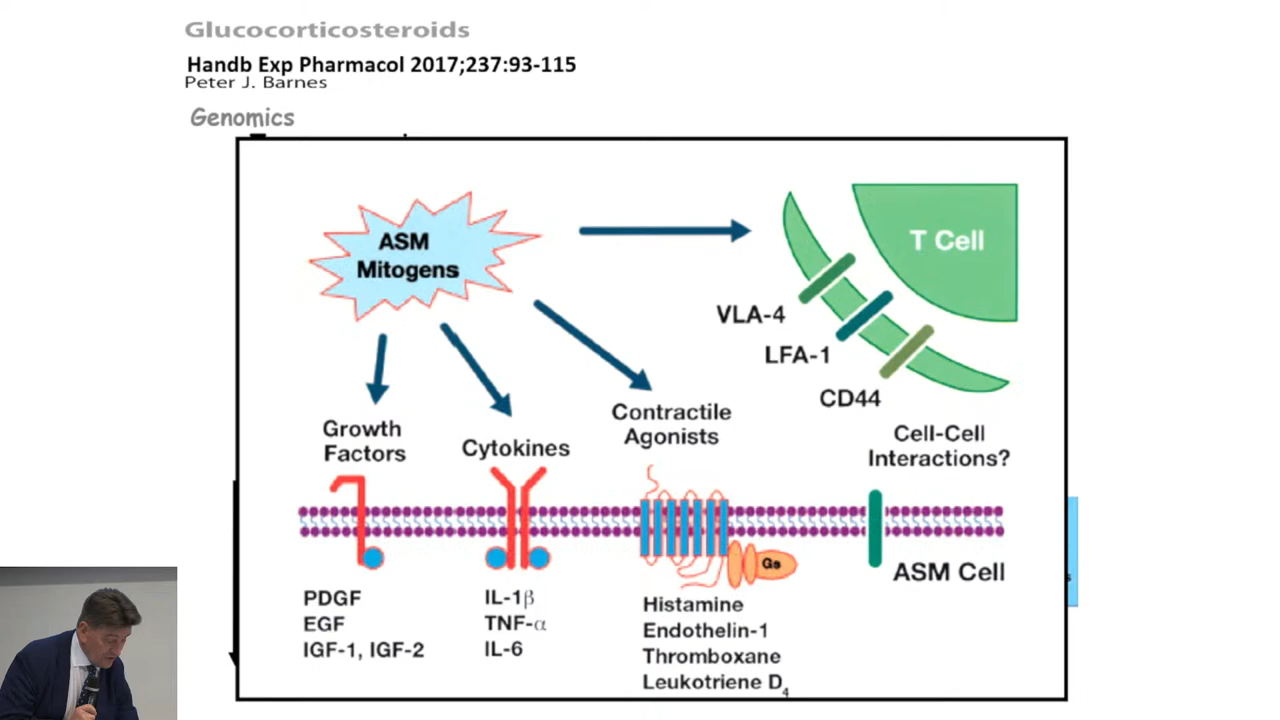 Glucocorticosteroids
Handb Exp Pharmacol 2017;237:93-115
Peter J. Barnes
Genomics
ASM
Mitogens
T Cell
VLA-4
LFA-1
CD44
Growth
Factors
Cytokines
Contractile
Agonists
Cell-Cell
Interactions?
Gs
ASM Cell
PDGF
EGF
IGF-1, IGF-2
IL-1β
TNF-α
IL-6
Histamine
Endothelin-1
Thromboxane
Leukotriene D₄